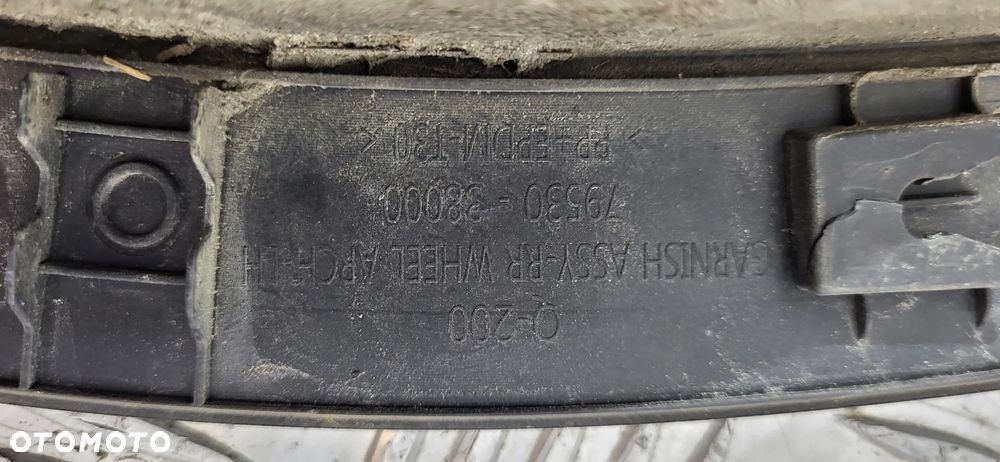 Q-200
GARNISH ASSY-RR WHEEL ARCH-LH
79530 - 38000
> PP+EPDM-T30 <
OTOMOTO